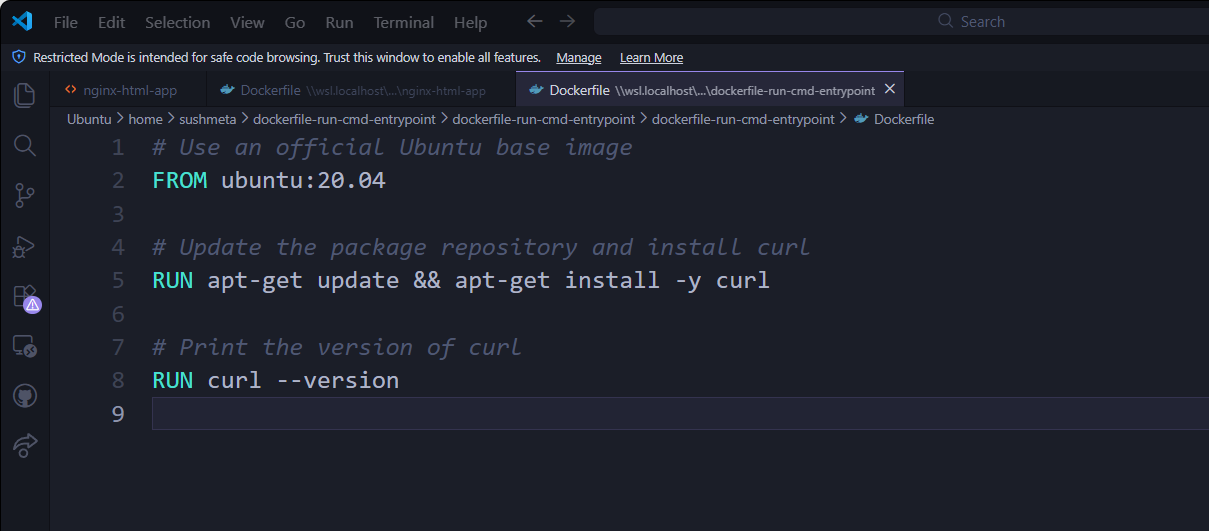 File Edit Selection View Go Run Terminal Help Search
Restricted Mode is intended for safe code browsing. Trust this window to enable all features. Manage Learn More
nginx-html-app Dockerfile \\wsl.localhost\...\nginx-html-app Dockerfile \\wsl.localhost\...\dockerfile-run-cmd-entrypoint
Ubuntu > home > sushmeta > dockerfile-run-cmd-entrypoint > dockerfile-run-cmd-entrypoint > dockerfile-run-cmd-entrypoint > Dockerfile
1 # Use an official Ubuntu base image
2 FROM ubuntu:20.04
3
4 # Update the package repository and install curl
5 RUN apt-get update && apt-get install -y curl
6
7 # Print the version of curl
8 RUN curl --version
9